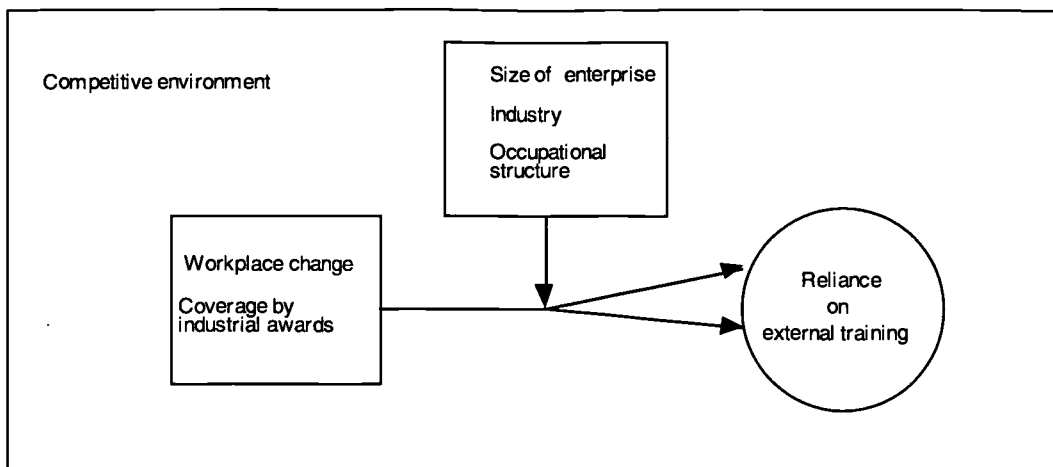 Competitive environment
Size of enterprise
Industry
Occupational
structure
Workplace change
Coverage by
industrial awards
Reliance
on
external training